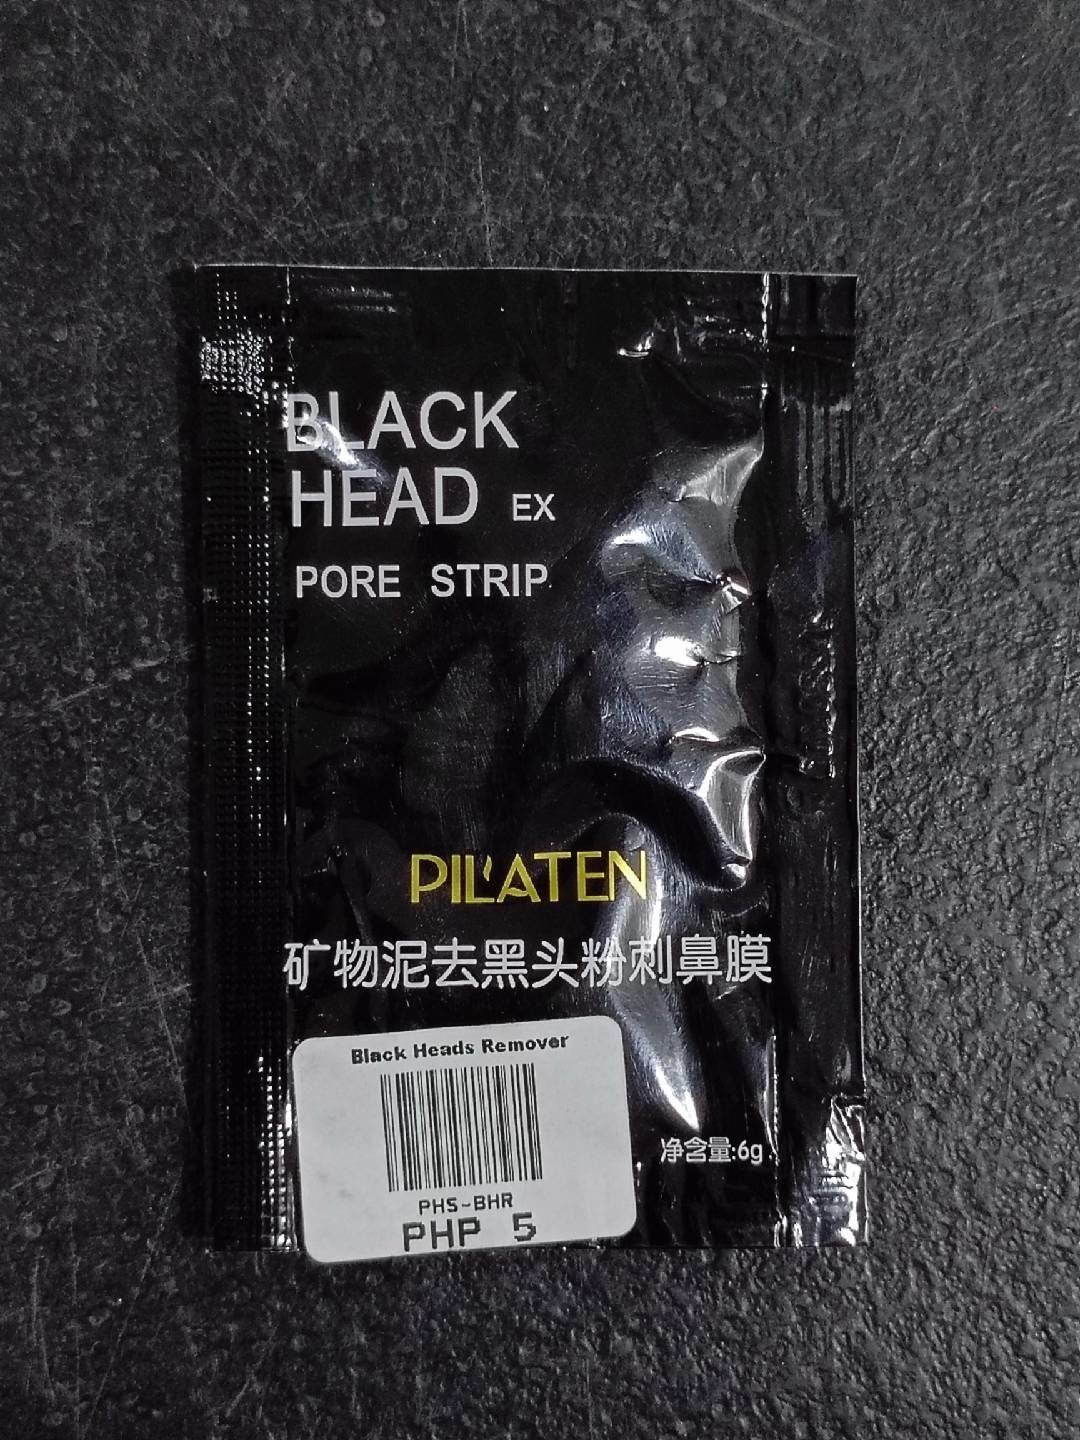 BLACK
HEAD EX
PORE STRIP
PIL'ATEN
矿物泥去黑头粉刺鼻膜
Black Heads Remover
PHS-BHR
PHP 5
净含量:6g